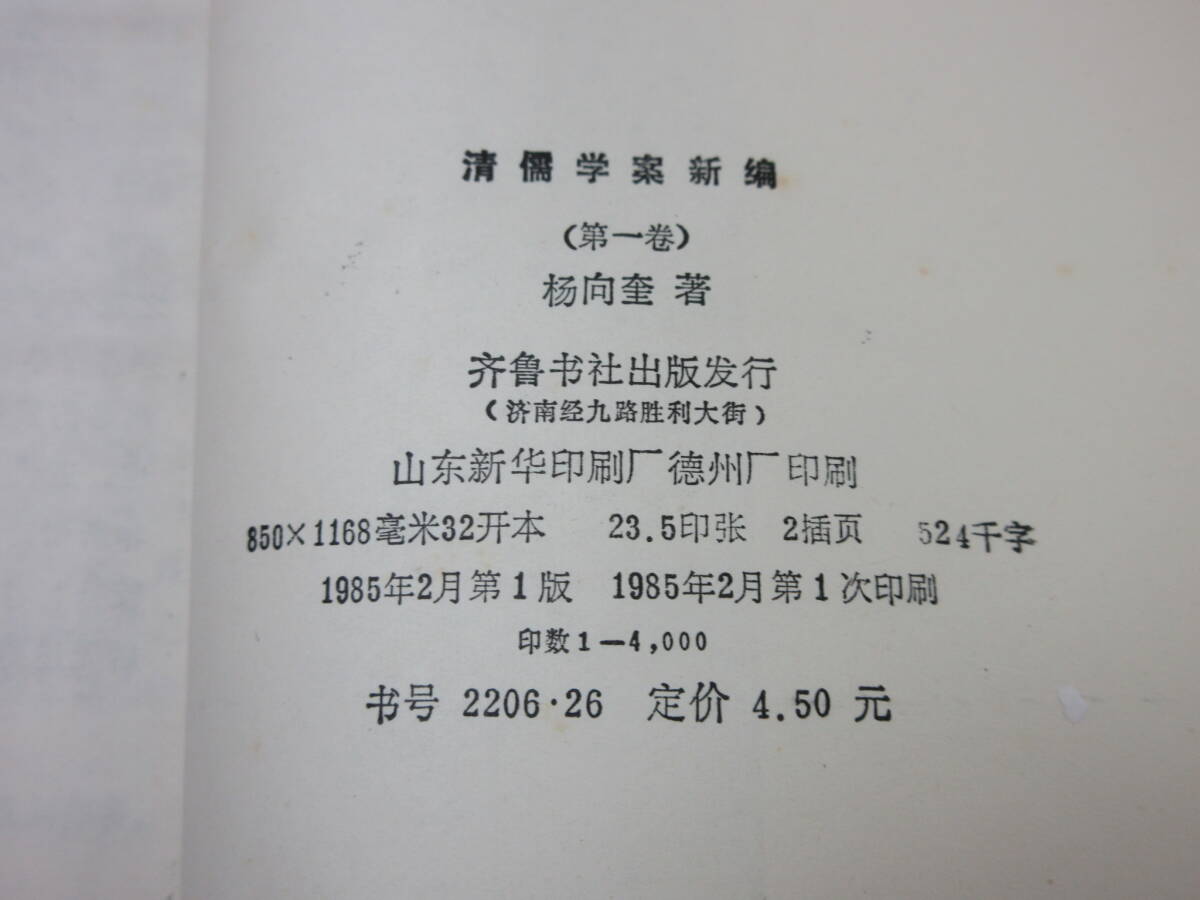 清儒学案新编
（第一卷）
杨向奎 著
齐鲁书社出版发行
（济南经九路胜利大街）
山东新华印刷厂德州厂印刷
850×1168毫米32开本 23.5印张 2插页 524千字
1985年2月第1版 1985年2月第1次印刷
印数1—4,000
书号 2206·26 定价 4.50 元